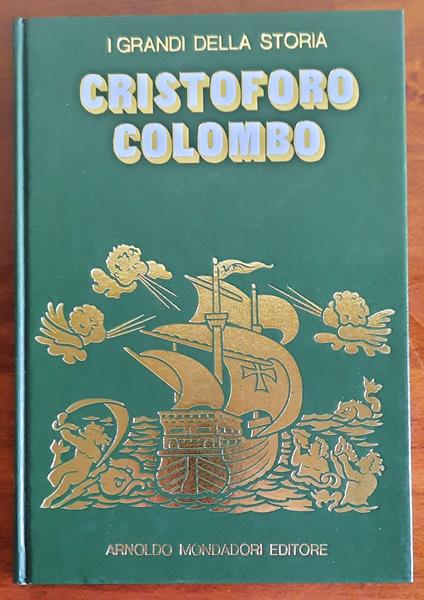 I GRANDI DELLA STORIA
CRISTOFORO
COLOMBO
ARNOLDO MONDADORI EDITORE